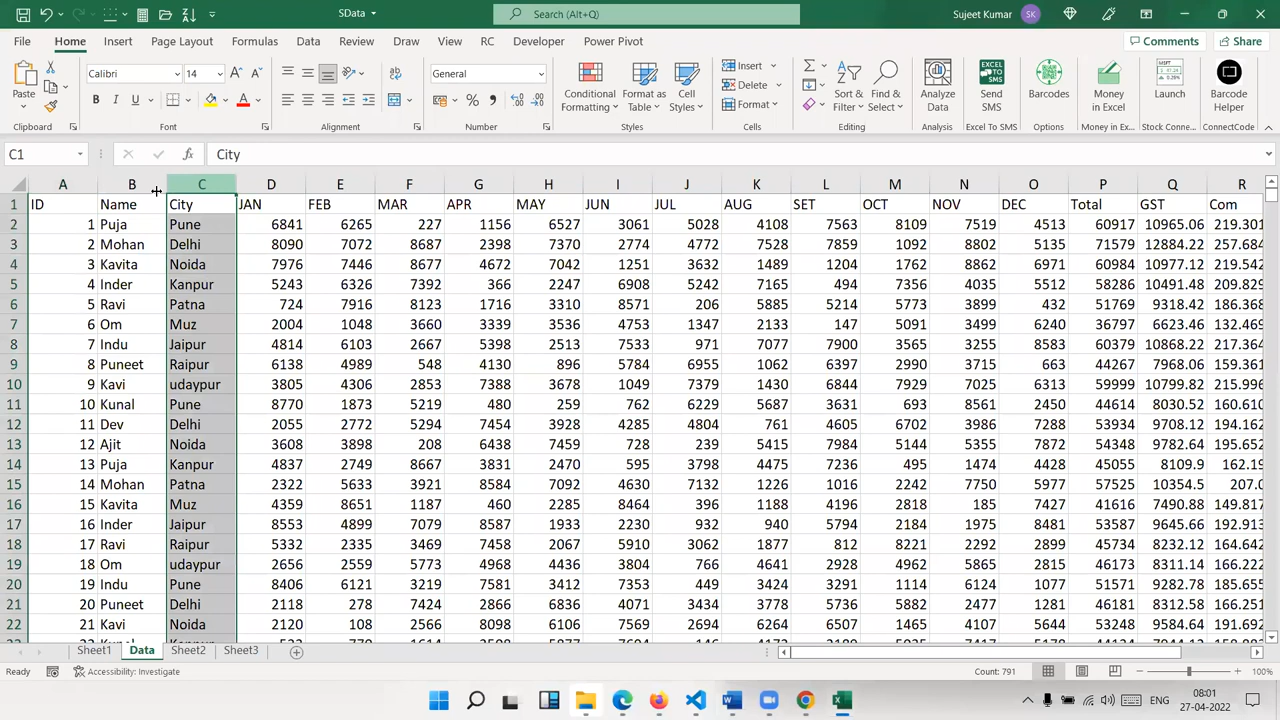 SData
Search (Alt+Q)
Sujeet Kumar SK
File Home Insert Page Layout Formulas Data Review View Draw RC Developer Power Pivot Comments Share
Paste
Calibri 14
B I U A
General
% 9
Conditional Formatting
Format as Table
Cell Styles
Insert
Delete
Format
Sort & Filter
Find & Select
Analyze Data
Send SMS
Barcodes
Money in Excel
Launch
Barcode Helper
Clipboard Font Alignment Number Styles Cells Editing Analysis Excel To SMS Options Money in Ex... Stock Conne... ConnectCode
C1 fx City
A B C D E F G H I J K L M N O P Q R
1 ID Name City JAN FEB MAR APR MAY JUN JUL AUG SET OCT NOV DEC Total GST Com
2 1 Puja Pune 6841 6265 227 1156 6527 3061 5028 4108 7563 8109 7519 4513 60917 10965.06 219.301
3 2 Mohan Delhi 8090 7072 8687 2398 7370 2774 4772 7528 7859 1092 8802 5135 71579 12884.22 257.684
4 3 Kavita Noida 7976 7446 8677 4672 7042 1251 3632 1489 1204 1762 8862 6971 60984 10977.12 219.542
5 4 Inder Kanpur 5243 6326 7392 366 2247 6908 5242 7165 494 7356 4035 5512 58286 10491.48 209.829
6 5 Ravi Patna 724 7916 8123 1716 3310 8571 206 5885 5214 5773 3899 432 51769 9318.42 186.368
7 6 Om Muz 2004 1048 3660 3339 3536 4753 1347 2133 147 5091 3499 6240 36797 6623.46 132.469
8 7 Indu Jaipur 4814 6103 2667 5398 2513 7533 971 7077 7900 3565 3255 8583 60379 10868.22 217.364
9 8 Puneet Raipur 6138 4989 548 4130 896 5784 6955 1062 6397 2990 3715 663 44267 7968.06 159.361
10 9 Kavi udaypur 3805 4306 2853 7388 3678 1049 7379 1430 6844 7929 7025 6313 59999 10799.82 215.996
11 10 Kunal Pune 8770 1873 5219 480 259 762 6229 5687 3631 693 8561 2450 44614 8030.52 160.610
12 11 Dev Delhi 2055 2772 5294 7454 3928 4285 4804 761 4605 6702 3986 7288 53934 9708.12 194.162
13 12 Ajit Noida 3608 3898 208 6438 7459 728 239 5415 7984 5144 5355 7872 54348 9782.64 195.652
14 13 Puja Kanpur 4837 2749 8667 3831 2470 595 3798 4475 7236 495 1474 4428 45055 8109.9 162.19
15 14 Mohan Patna 2322 5633 3921 8584 7092 4630 7132 1226 1016 2242 7750 5977 57525 10354.5 207.0
16 15 Kavita Muz 4359 8651 1187 460 2285 8464 396 1188 4196 2818 185 7427 41616 7490.88 149.817
17 16 Inder Jaipur 8553 4899 7079 8587 1933 2230 932 940 5794 2184 1975 8481 53587 9645.66 192.913
18 17 Ravi Raipur 5332 2335 3469 7458 2067 5910 3062 1877 812 8221 2292 2899 45734 8232.12 164.642
19 18 Om udaypur 2656 2559 5773 4968 4436 3804 766 4641 2928 4962 5865 2815 46173 8311.14 166.222
20 19 Indu Pune 8406 6121 3219 7581 3412 7353 449 3424 3291 1114 6124 1077 51571 9282.78 185.655
21 20 Puneet Delhi 2118 278 7424 2866 6836 4071 3434 3778 5736 5882 2477 1281 46181 8312.58 166.251
22 21 Kavi Noida 2120 108 2566 8098 6106 7569 2694 6264 6507 1465 4107 5644 53248 9584.64 191.692
Sheet1 Data Sheet2 Sheet3
Ready Accessibility: Investigate Count: 791 100%
ENG
08:01
27-04-2022